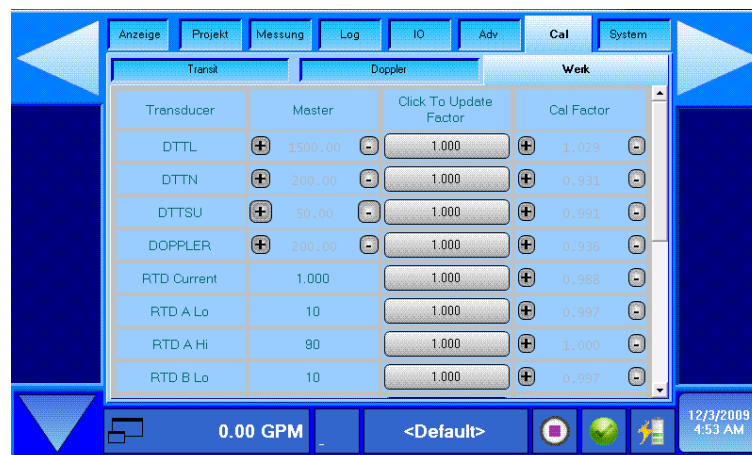 Anzeige Projekt Messung Log IO Adv Cal System
Transit Doppler Werk
Transducer Master Click To Update Factor Cal Factor
DTTL + 1500.00 - 1.000 + 1.029 -
DTTN + 200.00 - 1.000 + 0.931 -
DTTSU + 50.00 - 1.000 + 0.991 -
DOPPLER + 200.00 - 1.000 + 0.936 -
RTD Current 1.000 1.000 + 0.988 -
RTD A Lo 10 1.000 + 0.997 -
RTD A Hi 90 1.000 + 1.000 -
RTD B Lo 10 1.000 + 0.997 -
0.00 GPM _ <Default>
12/3/2009
4:53 AM